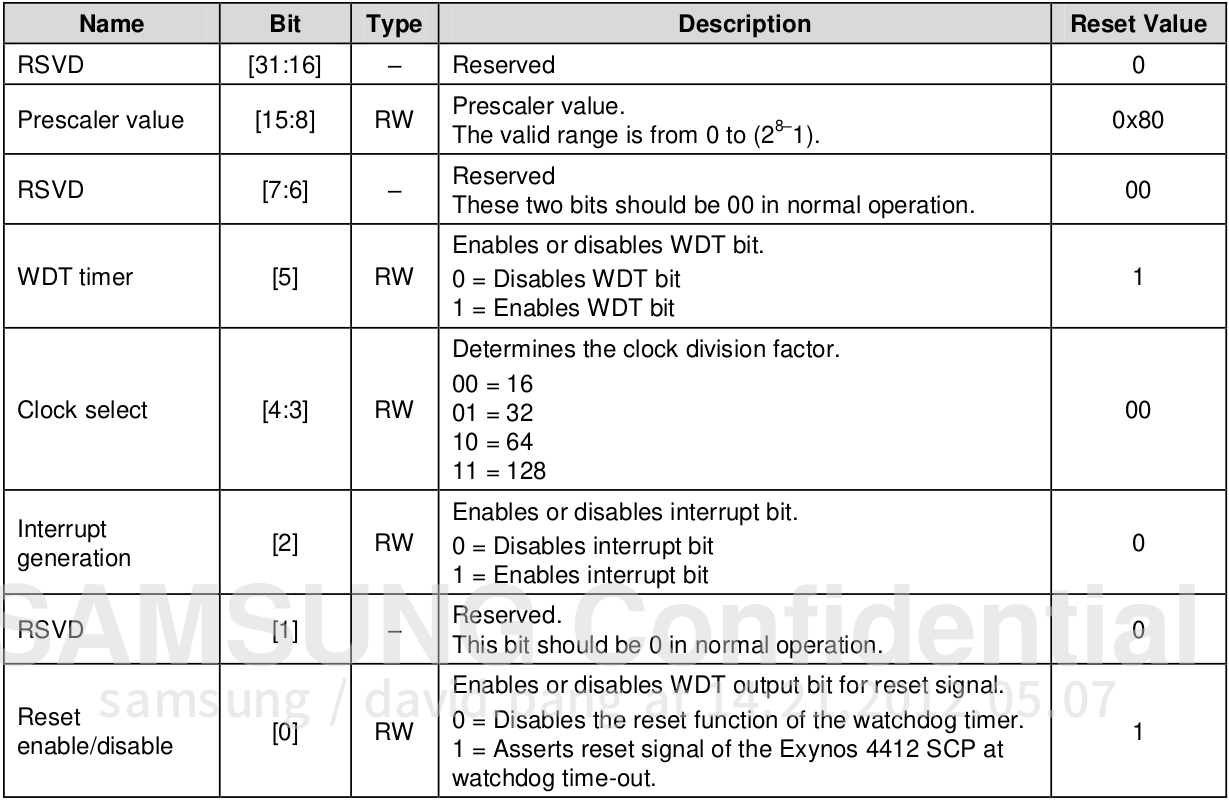 Name Bit Type Description Reset Value
RSVD [31:16] – Reserved 0
Prescaler value [15:8] RW Prescaler value.
The valid range is from 0 to (2^8–1).
0x80
RSVD [7:6] – Reserved
These two bits should be 00 in normal operation.
00
WDT timer [5] RW Enables or disables WDT bit.
0 = Disables WDT bit
1 = Enables WDT bit
1
Clock select [4:3] RW Determines the clock division factor.
00 = 16
01 = 32
10 = 64
11 = 128
00
Interrupt
generation
[2] RW Enables or disables interrupt bit.
0 = Disables interrupt bit
1 = Enables interrupt bit
0
SAMSUNG Confidential
RSVD [1] – Reserved.
This bit should be 0 in normal operation.
0
samsung / david.pang at 14:21,2012.05.07
Reset
enable/disable
[0] RW Enables or disables WDT output bit for reset signal.
0 = Disables the reset function of the watchdog timer.
1 = Asserts reset signal of the Exynos 4412 SCP at
watchdog time-out.
1